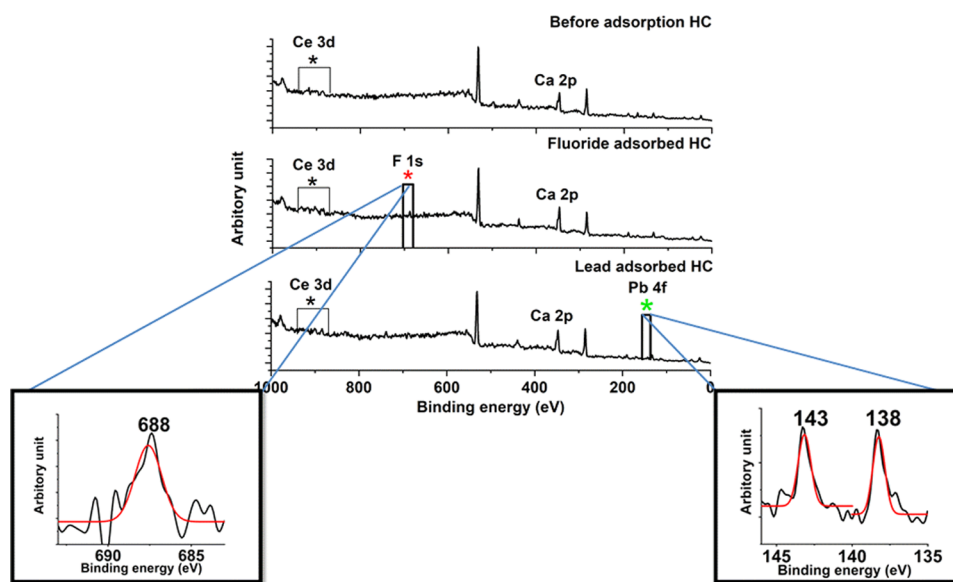 Before adsorption HC
Ce 3d
*
Ca 2p
Fluoride adsorbed HC
Ce 3d
*
F 1s
*
Ca 2p
Arbitory unit
Lead adsorbed HC
Ce 3d
*
Pb 4f
*
Ca 2p
1000 800 600 400 200 0
Binding energy (eV)
688
Arbitory unit
690 685
Binding energy (eV)
143 138
Arbitory unit
145 140 135
Binding energy (eV)